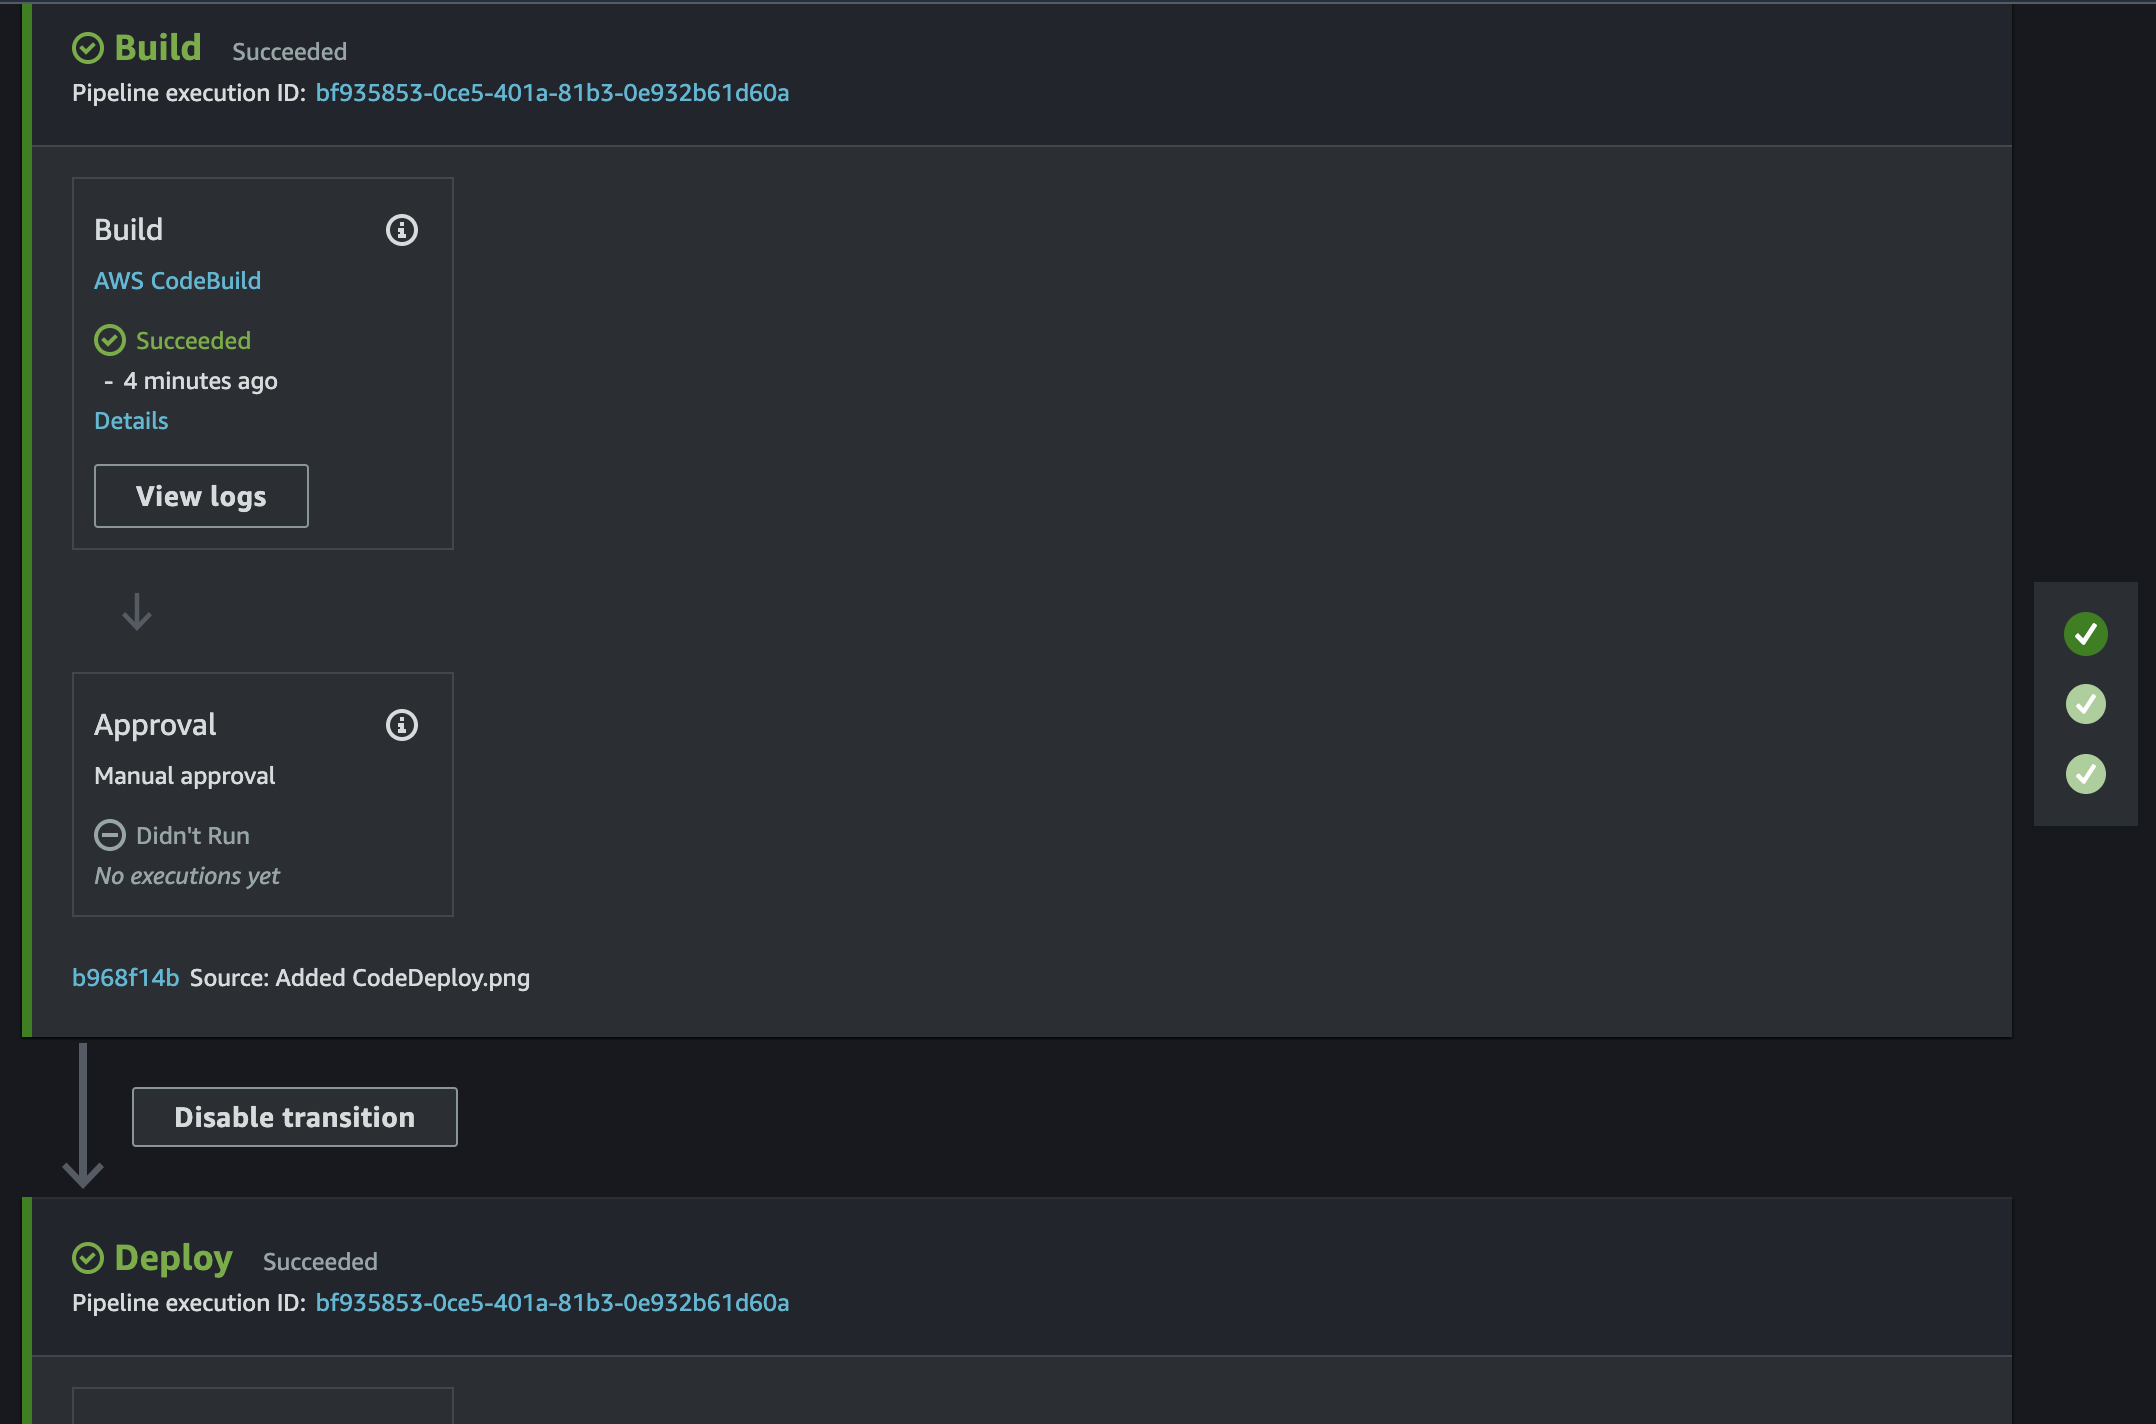 Build Succeeded
Pipeline execution ID: bf935853-0ce5-401a-81b3-0e932b61d60a
Build
AWS CodeBuild
Succeeded
- 4 minutes ago
Details
View logs
Approval
Manual approval
Didn't Run
No executions yet
b968f14b Source: Added CodeDeploy.png
Disable transition
Deploy Succeeded
Pipeline execution ID: bf935853-0ce5-401a-81b3-0e932b61d60a